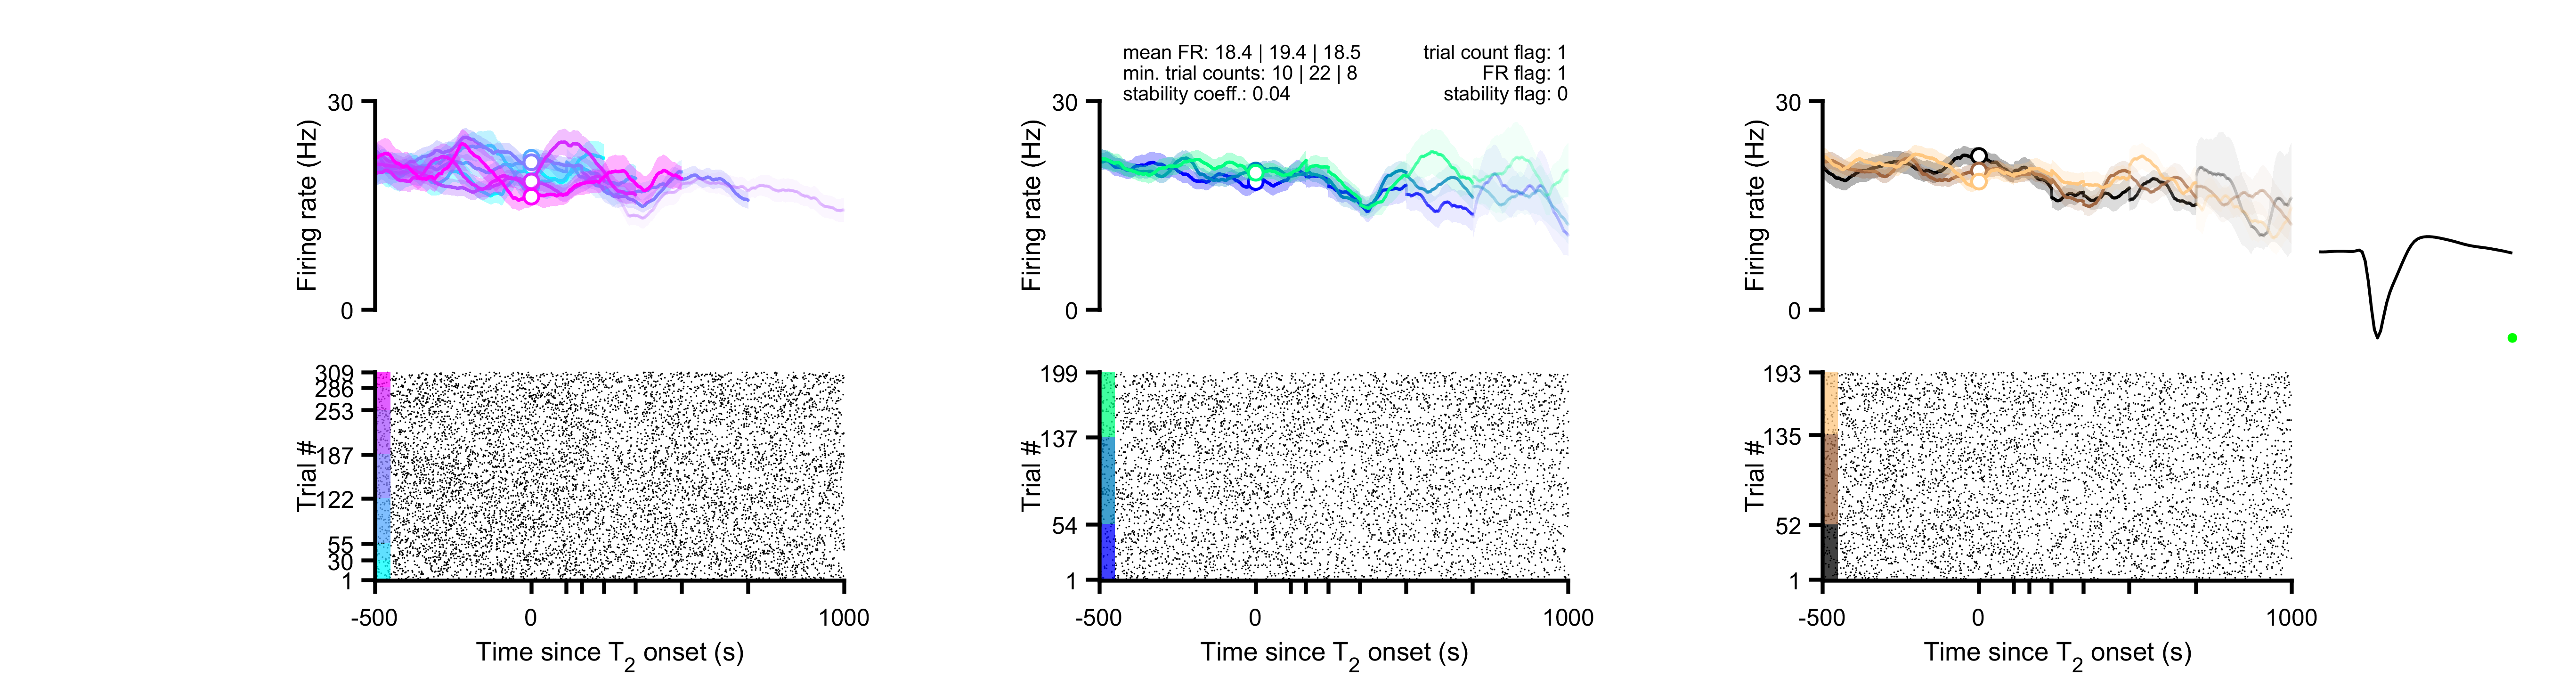 mean FR: 18.4 | 19.4 | 18.5
min. trial counts: 10 | 22 | 8
stability coeff.: 0.04
trial count flag: 1
FR flag: 1
stability flag: 0
30
Firing rate (Hz)
0
30
Firing rate (Hz)
0
30
Firing rate (Hz)
0
309
286
253
187
122
55
30
1
Trial #
-500
0
1000
Time since T2 onset (s)
199
137
54
1
Trial #
-500
0
1000
Time since T2 onset (s)
193
135
52
1
Trial #
-500
0
1000
Time since T2 onset (s)